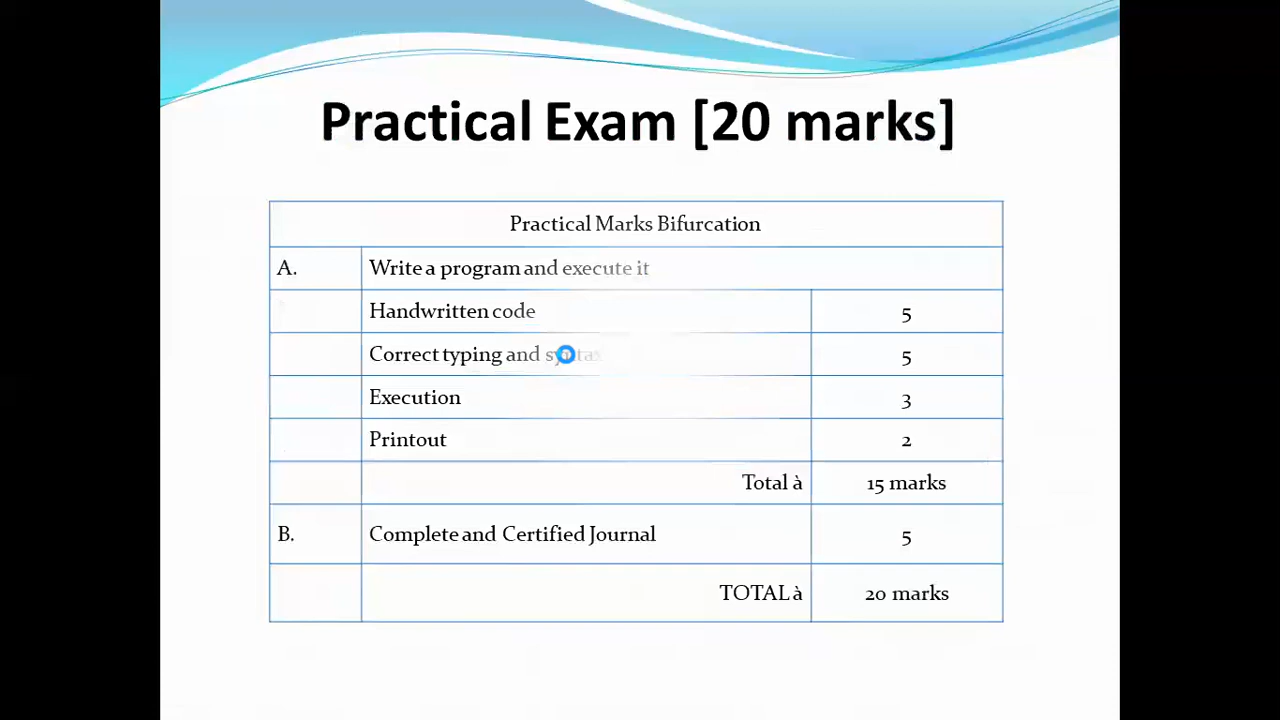 Practical Exam [20 marks]
Practical Marks Bifurcation
A. Write a program and execute it
Handwritten code 5
Correct typing and syntax 5
Execution 3
Printout 2
Total à 15 marks
B. Complete and Certified Journal 5
TOTAL à 20 marks